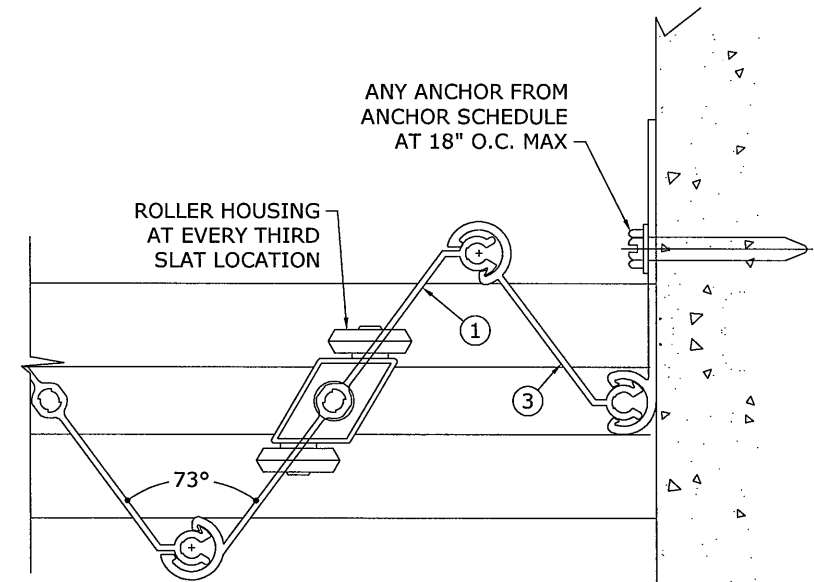 ANY ANCHOR FROM
ANCHOR SCHEDULE
AT 18" O.C. MAX
ROLLER HOUSING
AT EVERY THIRD
SLAT LOCATION
1
3
73°